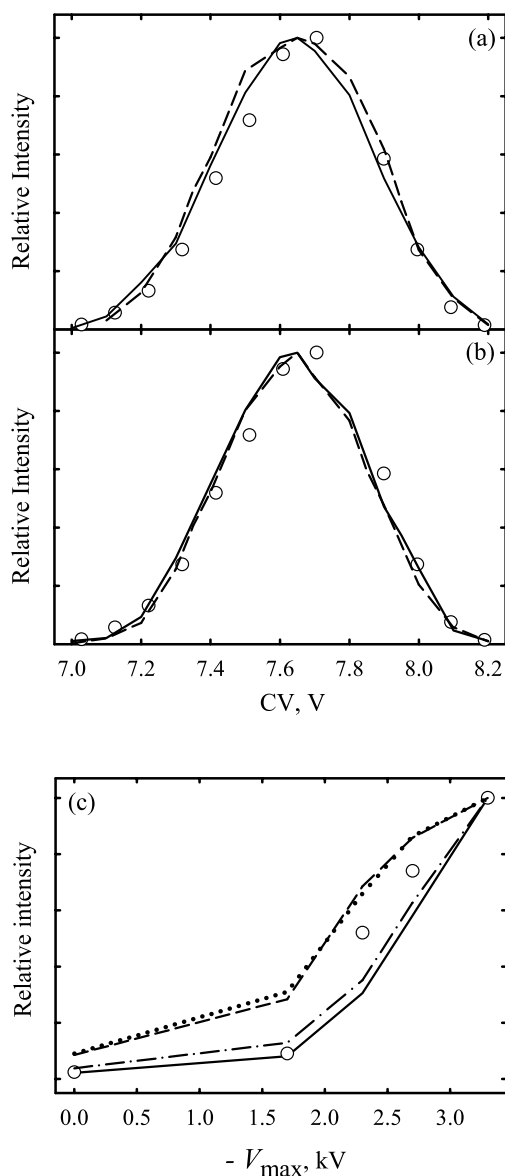 (a)
Relative Intensity
(b)
Relative Intensity
7.0 7.2 7.4 7.6 7.8 8.0 8.2
CV, V
(c)
Relative intensity
0.0 0.5 1.0 1.5 2.0 2.5 3.0
- Vmax, kV